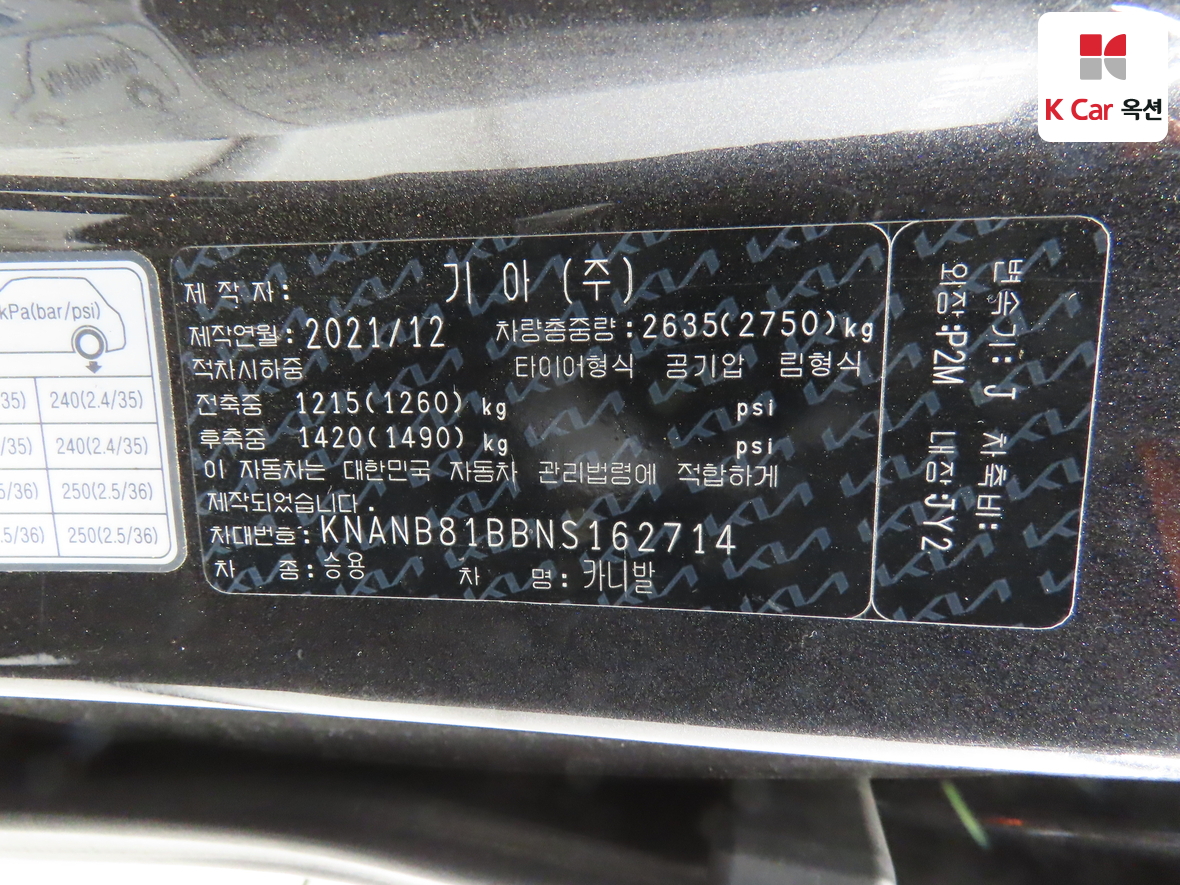 K Car 옥션
kPa(bar/psi)
35) 240(2.4/35)
/35) 240(2.4/35)
5/36) 250(2.5/36)
.5/36) 250(2.5/36)
제 작 자 : 기 아 (주)
제작연월 : 2021/12 차량총중량 : 2635(2750)kg
적차시하중 타이어형식 공기압 림형식
전축중 1215(1260) kg psi
후축중 1420(1490) kg psi
이 자동차는 대한민국 자동차 관리법령에 적합하게
제작되었습니다.
차대번호 : KNANB81BBNS162714
차 종 : 승용 차 명 : 카니발
변속기: J 차축비:
외장:P2M 내장:JY2